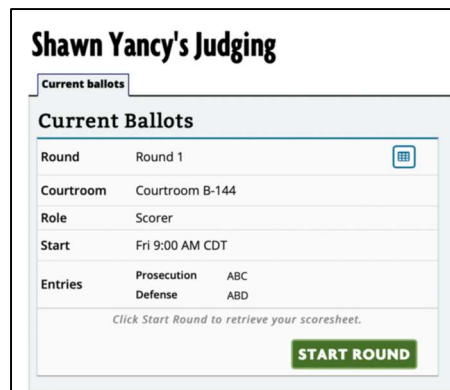 Shawn Yancy's Judging
Current ballots
Current Ballots
Round Round 1
Courtroom Courtroom B-144
Role Scorer
Start Fri 9:00 AM CDT
Entries Prosecution ABC
Defense ABD
Click Start Round to retrieve your scoresheet.
START ROUND